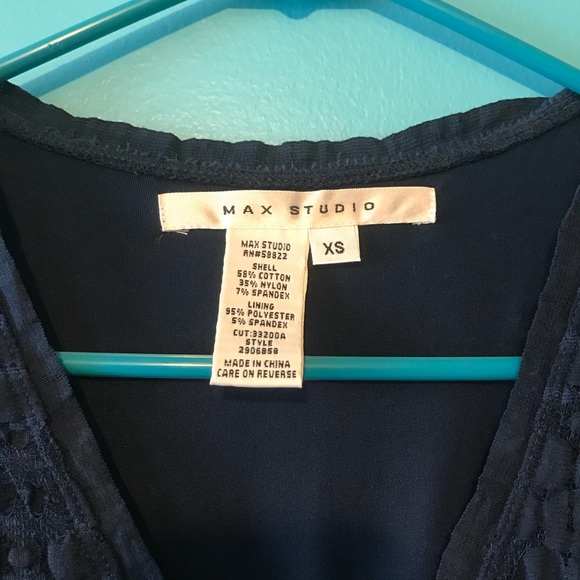 MAX STUDIO
XS
MAX STUDIO
RN#58822
SHELL
58% COTTON
35% NYLON
7% SPANDEX
LINING
95% POLYESTER
5% SPANDEX
CUT:33200A
STYLE
2906858
MADE IN CHINA
CARE ON REVERSE